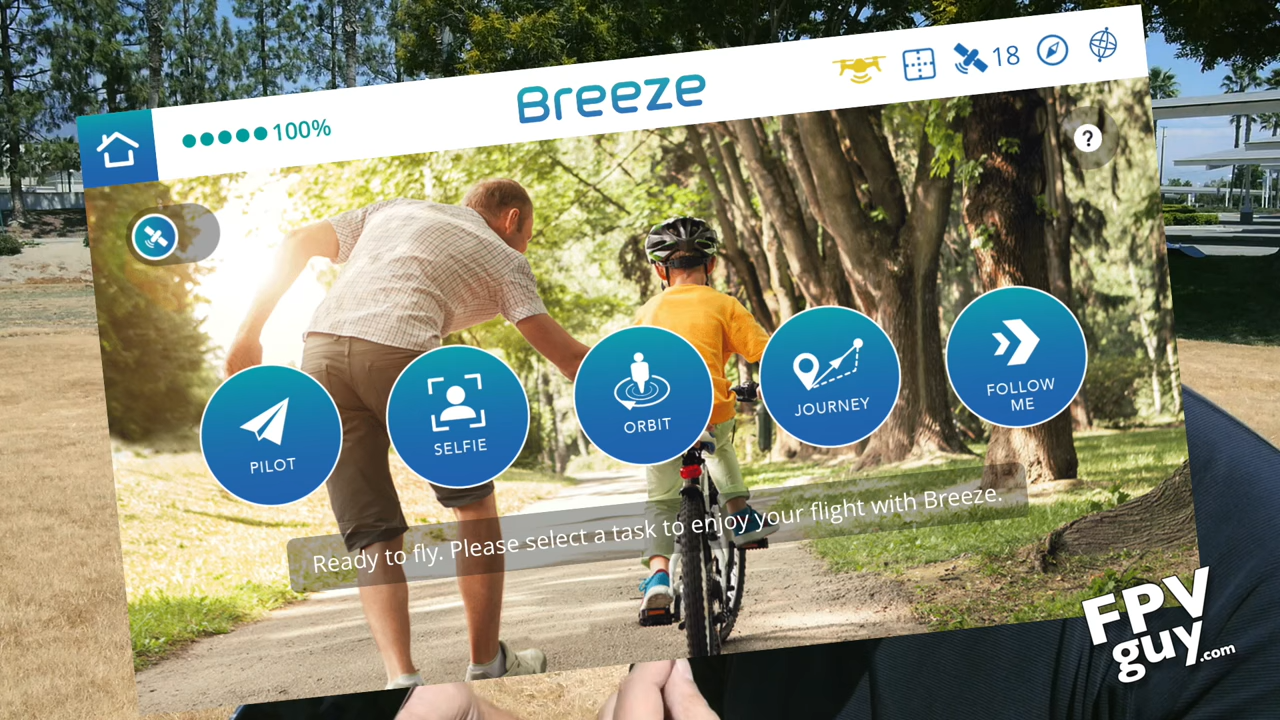 100%
Breeze
18
?
PILOT
SELFIE
ORBIT
JOURNEY
FOLLOW
ME
Ready to fly. Please select a task to enjoy your flight with Breeze.
FPV
guy.com